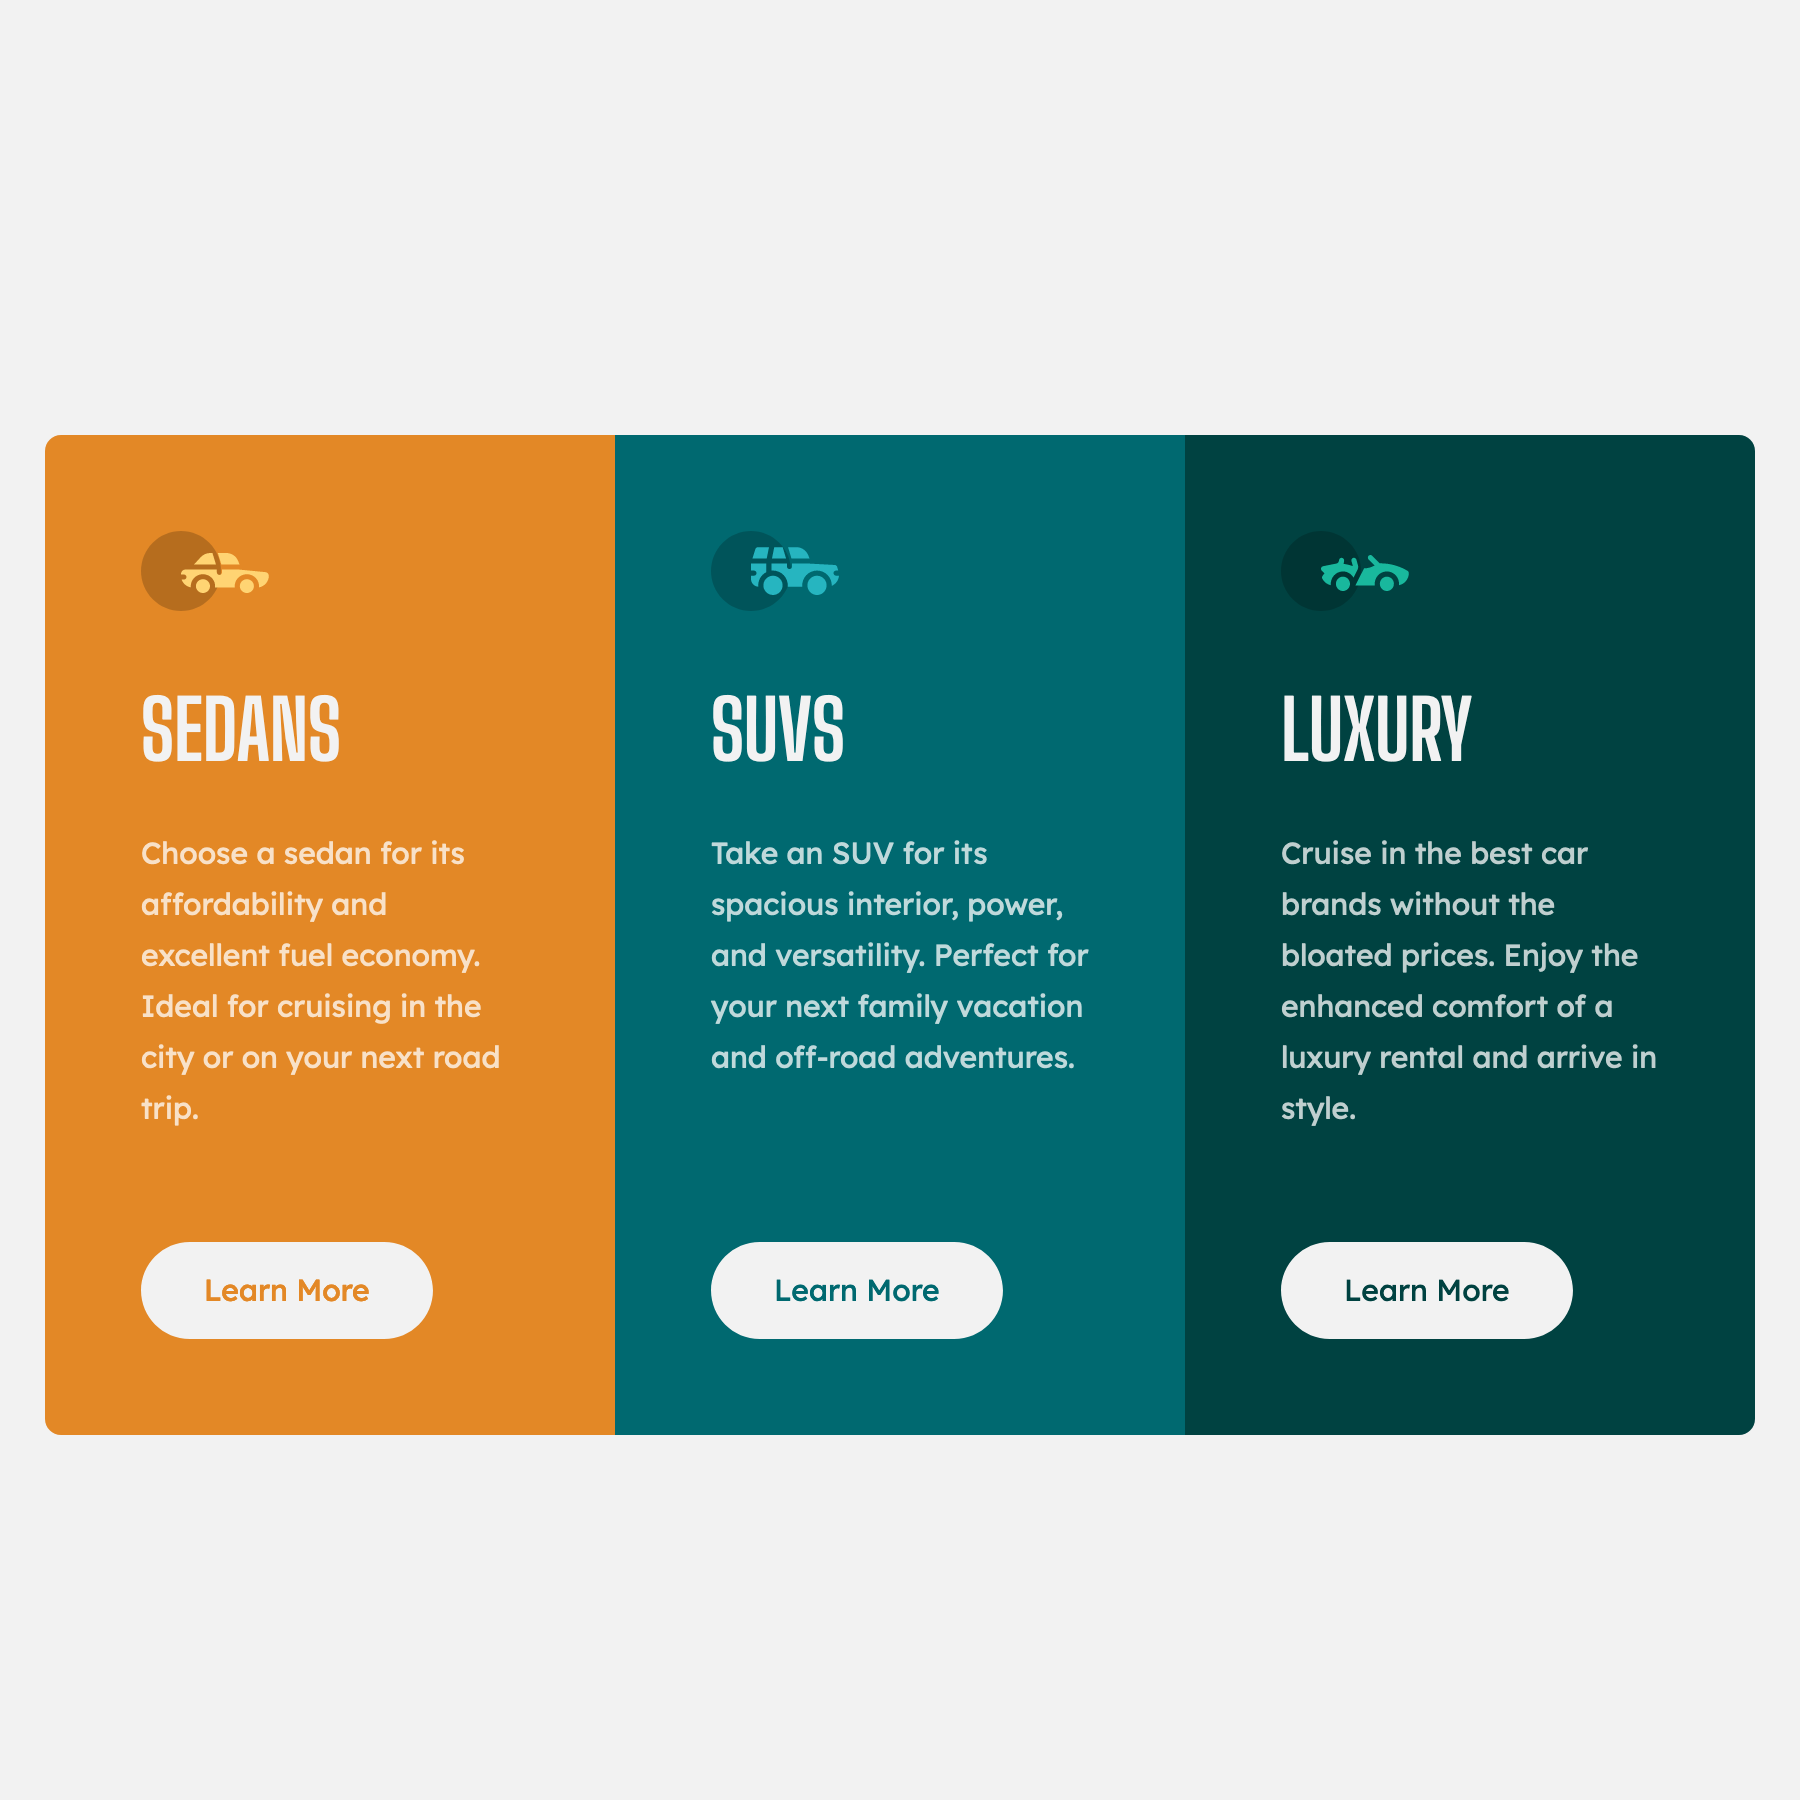 SEDANS
Choose a sedan for its
affordability and
excellent fuel economy.
Ideal for cruising in the
city or on your next road
trip.
Learn More
SUVS
Take an SUV for its
spacious interior, power,
and versatility. Perfect for
your next family vacation
and off-road adventures.
Learn More
LUXURY
Cruise in the best car
brands without the
bloated prices. Enjoy the
enhanced comfort of a
luxury rental and arrive in
style.
Learn More